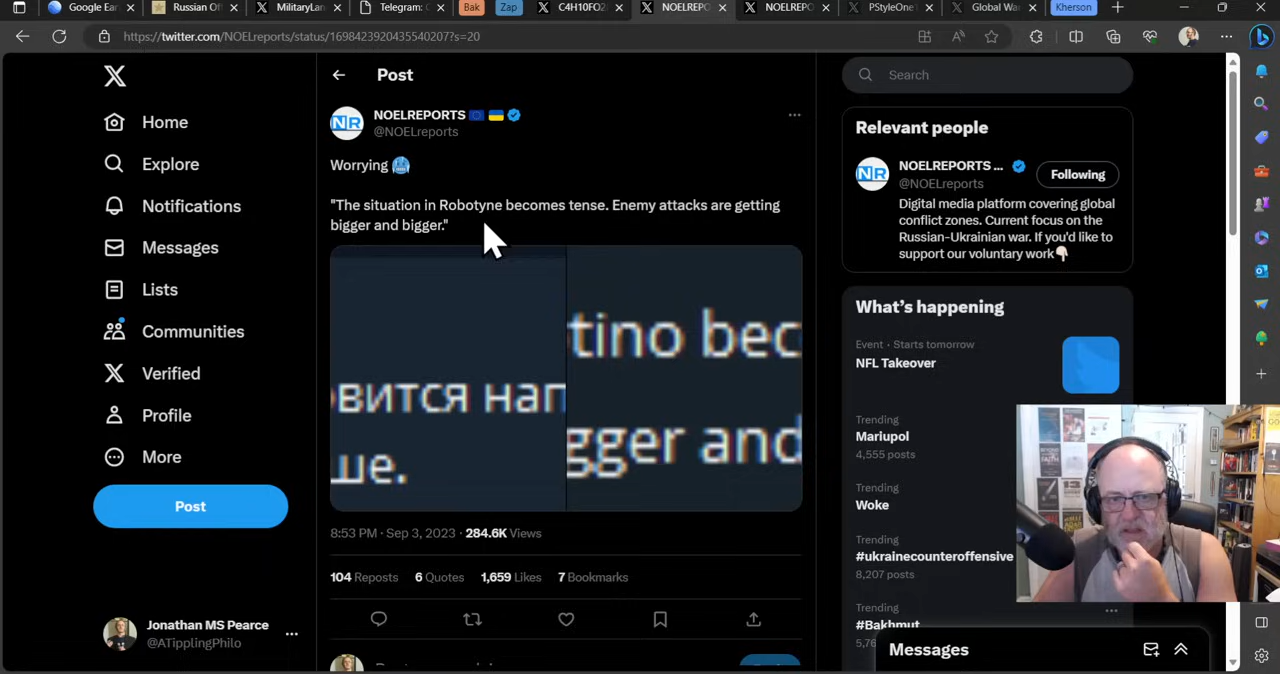 Google Ear
Russian Of
MilitaryLan
Telegram: C
Bak
Zap
C4H10FO2
NOELREPO
NOELREPO
PStyleOne
Global War
Kherson
https://twitter.com/NOELreports/status/1698423920435540207?s=20
Post
Search
Home
Explore
Notifications
Messages
Lists
Communities
Verified
Profile
More
Post
Jonathan MS Pearce
@ATipplingPhilo
NOELREPORTS
@NOELreports
Worrying
"The situation in Robotyne becomes tense. Enemy attacks are getting
bigger and bigger."
овится нап
ше.
tino bec
gger and
8:53 PM · Sep 3, 2023 · 284.6K Views
104 Reposts 6 Quotes 1,659 Likes 7 Bookmarks
Relevant people
NOELREPORTS ...
@NOELreports
Following
Digital media platform covering global
conflict zones. Current focus on the
Russian-Ukrainian war. If you'd like to
support our voluntary work
What's happening
Event · Starts tomorrow
NFL Takeover
Trending
Mariupol
4,555 posts
Trending
Woke
Trending
#ukrainecounteroffensive
8,207 posts
Trending
#Bakhmut
5,76
Messages